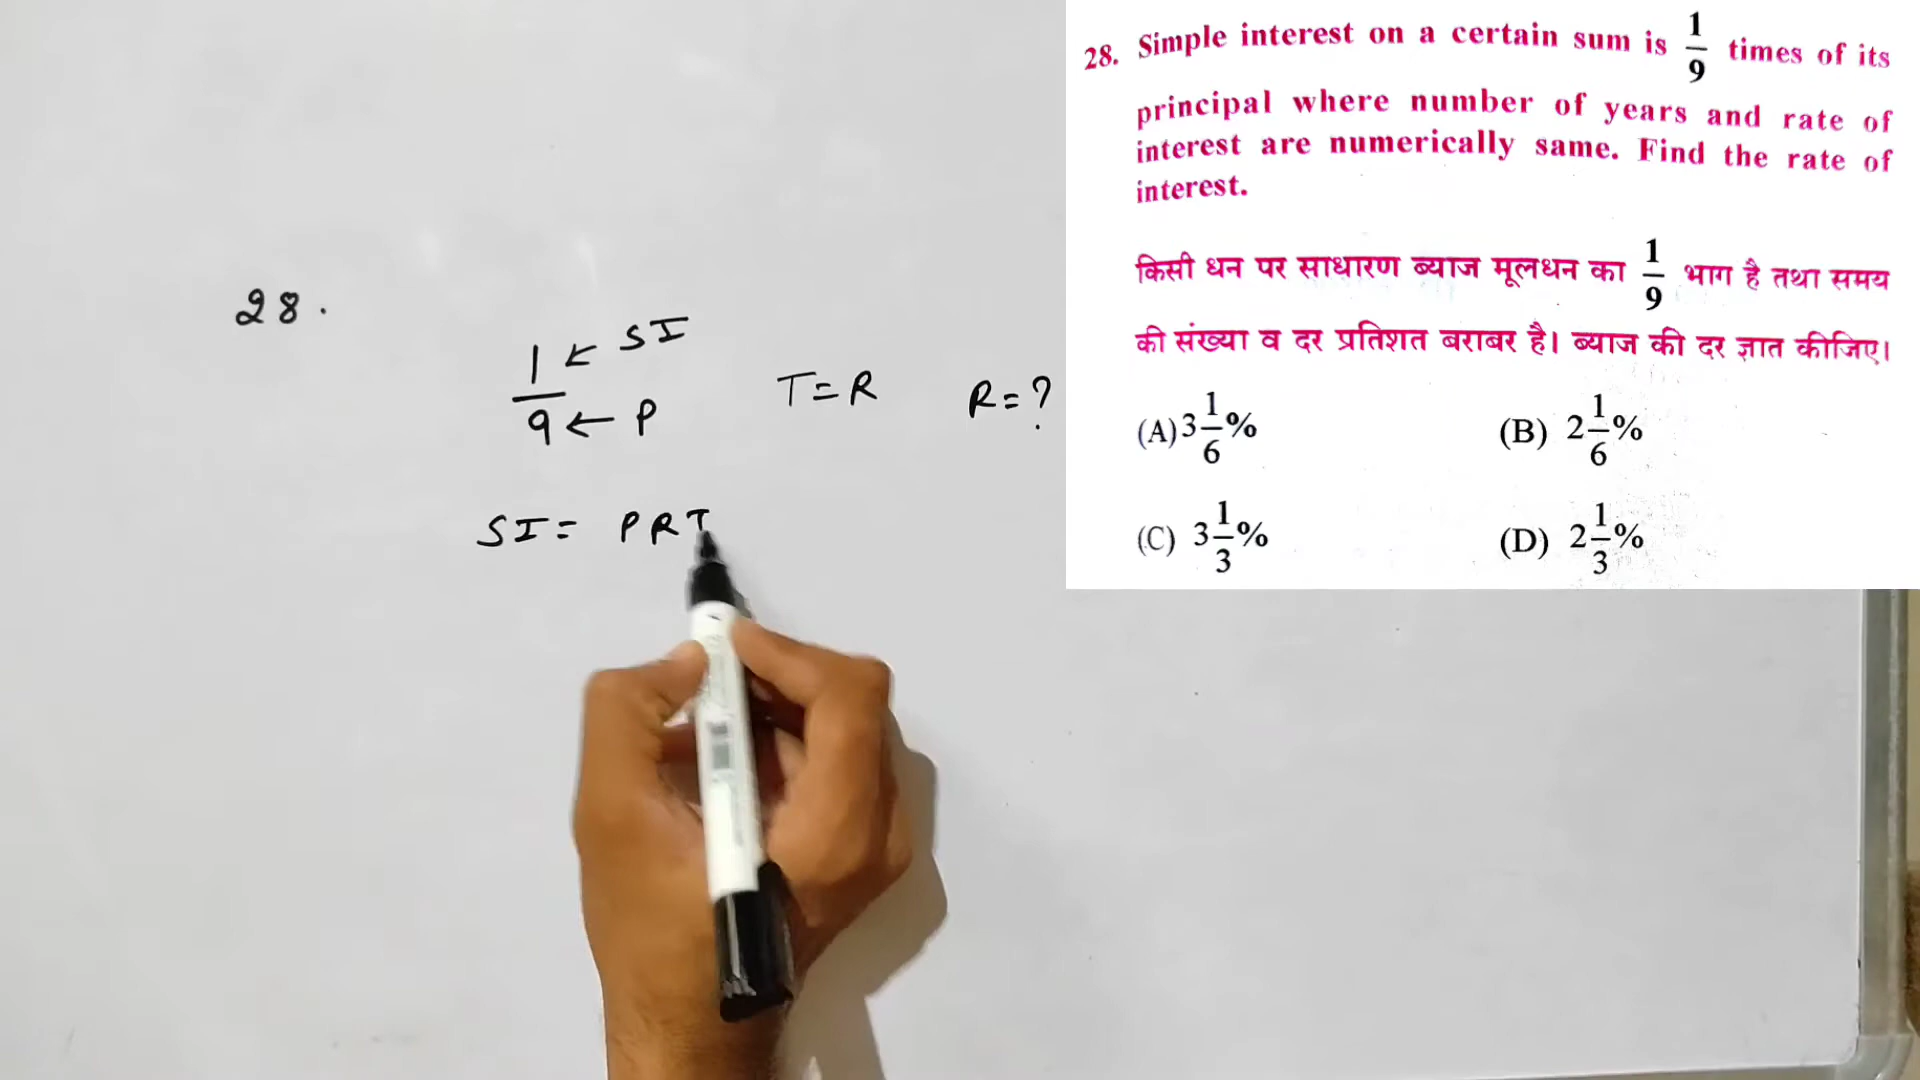 28.
1 ← SI
9 ← P
T=R R=?
SI= PRT
28. Simple interest on a certain sum is 1/9 times of its
principal where number of years and rate of
interest are numerically same. Find the rate of
interest.
किसी धन पर साधारण ब्याज मूलधन का 1/9 भाग है तथा समय
की संख्या व दर प्रतिशत बराबर है। ब्याज की दर ज्ञात कीजिए।
(A) 3 1/6 % (B) 2 1/6 %
(C) 3 1/3 % (D) 2 1/3 %